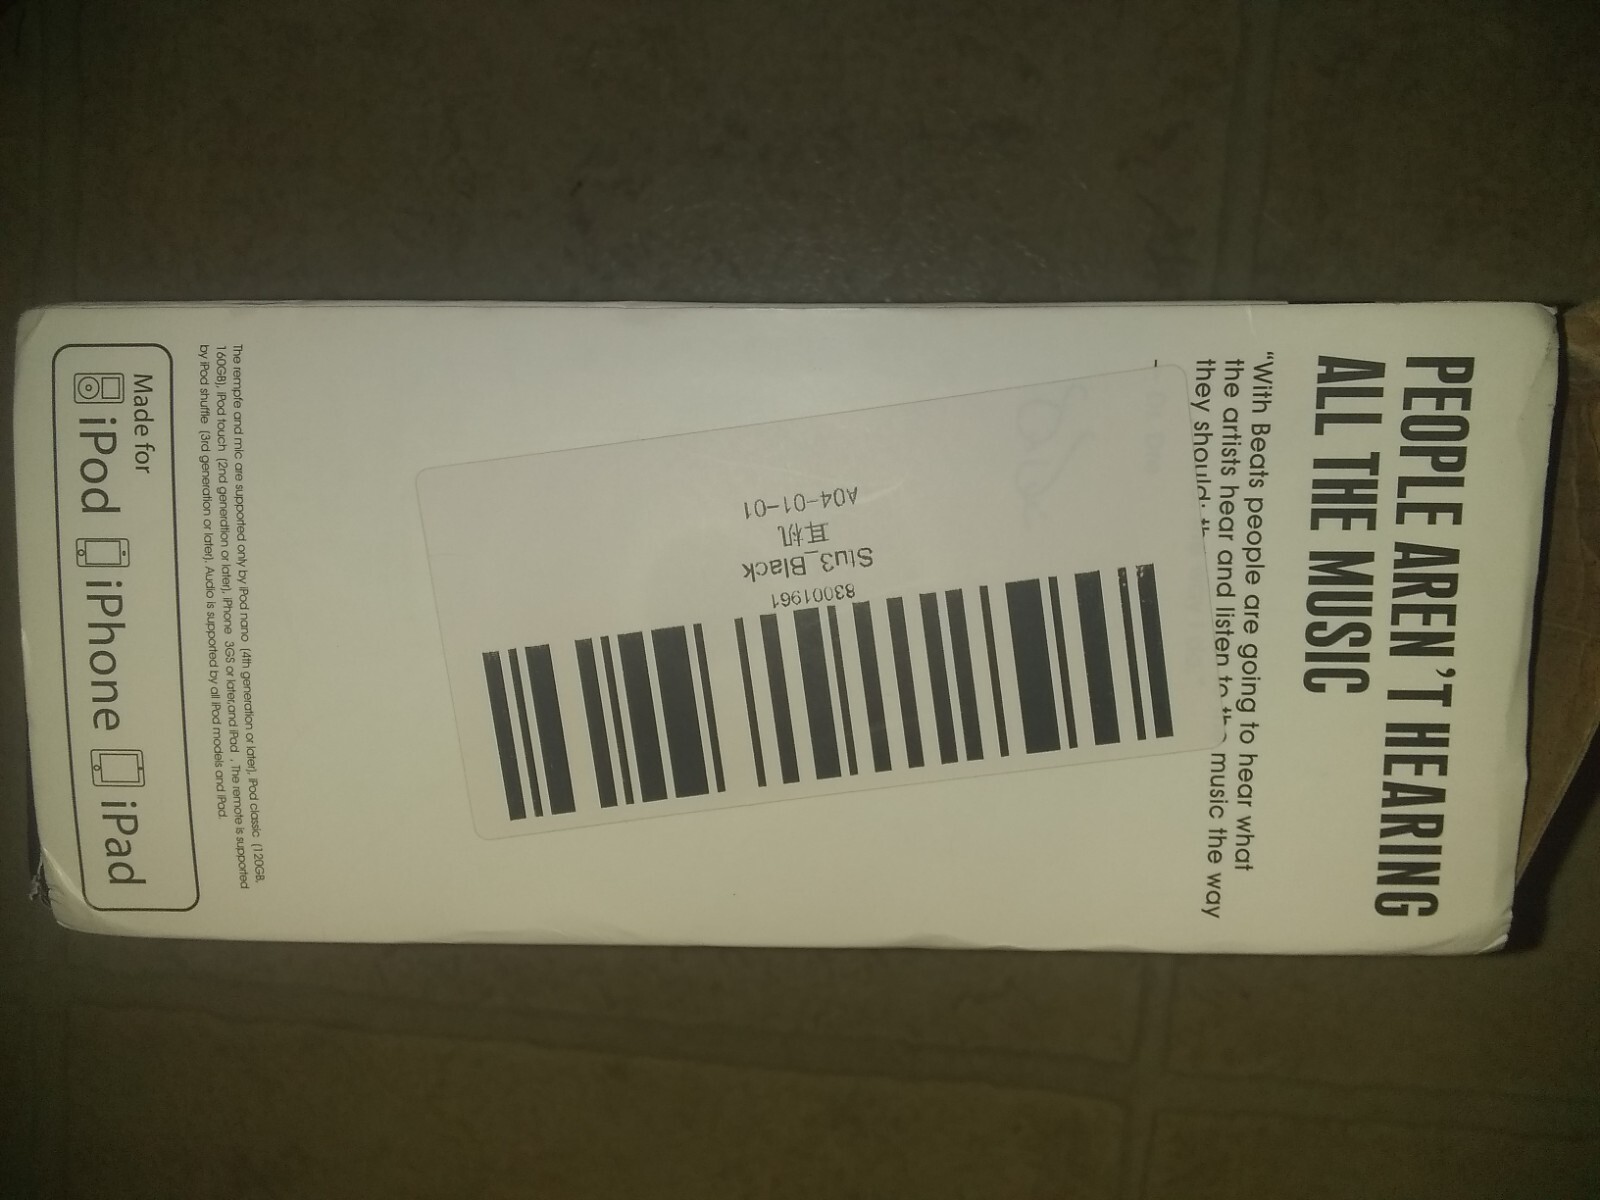 PEOPLE AREN'T HEARING
ALL THE MUSIC
“With Beats people are going to hear what
the artists hear and listen to the music the way
they should:
83001961
Stu3_Black
耳机
A04-01-01
The rempfe and mic are supported only by iPod nano (4th generation or later), iPod classic (120GB,
160GB), iPod touch (2nd generdtion or later), iPhone 3GS or later,and iPad , The remote is supported
by iPod shuffle (3rd generation or later). Audio is supported by all iPod models and iPad.
Made for
iPod iPhone iPad